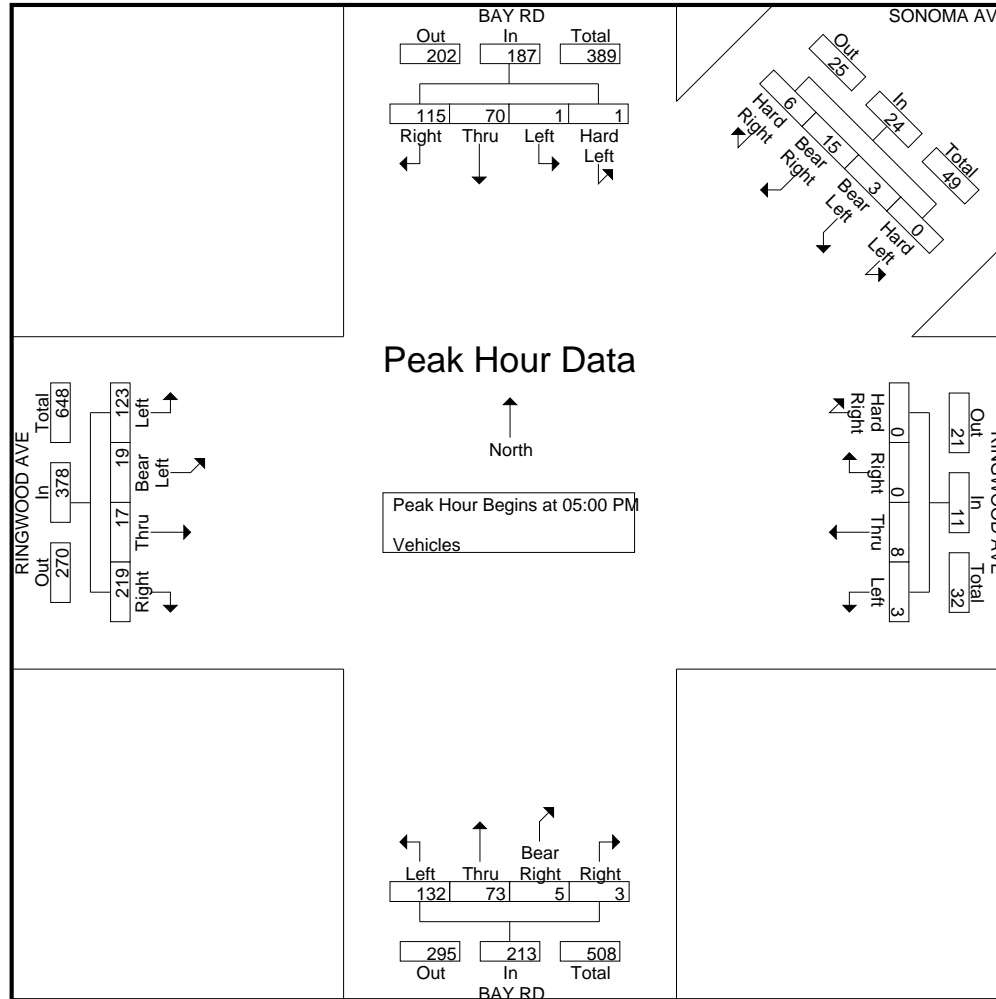 BAY RD
Out In Total
202 187 389
115 70 1 1
Right Thru Left Hard Left
SONOMA AV
Out In Total
25 24 49
6 15 3 0
Hard Right Bear Right Bear Left Hard Left
Peak Hour Data
North
Peak Hour Begins at 05:00 PM
Vehicles
RINGWOOD AVE
Out In Total
270 378 648
219 17 19 123
Right Thru Bear Left Left
RINGWOOD AVE
Out In Total
21 11 32
0 0 8 3
Hard Right Right Thru Left
Left Thru Bear Right Right
132 73 5 3
295 213 508
Out In Total
BAY RD